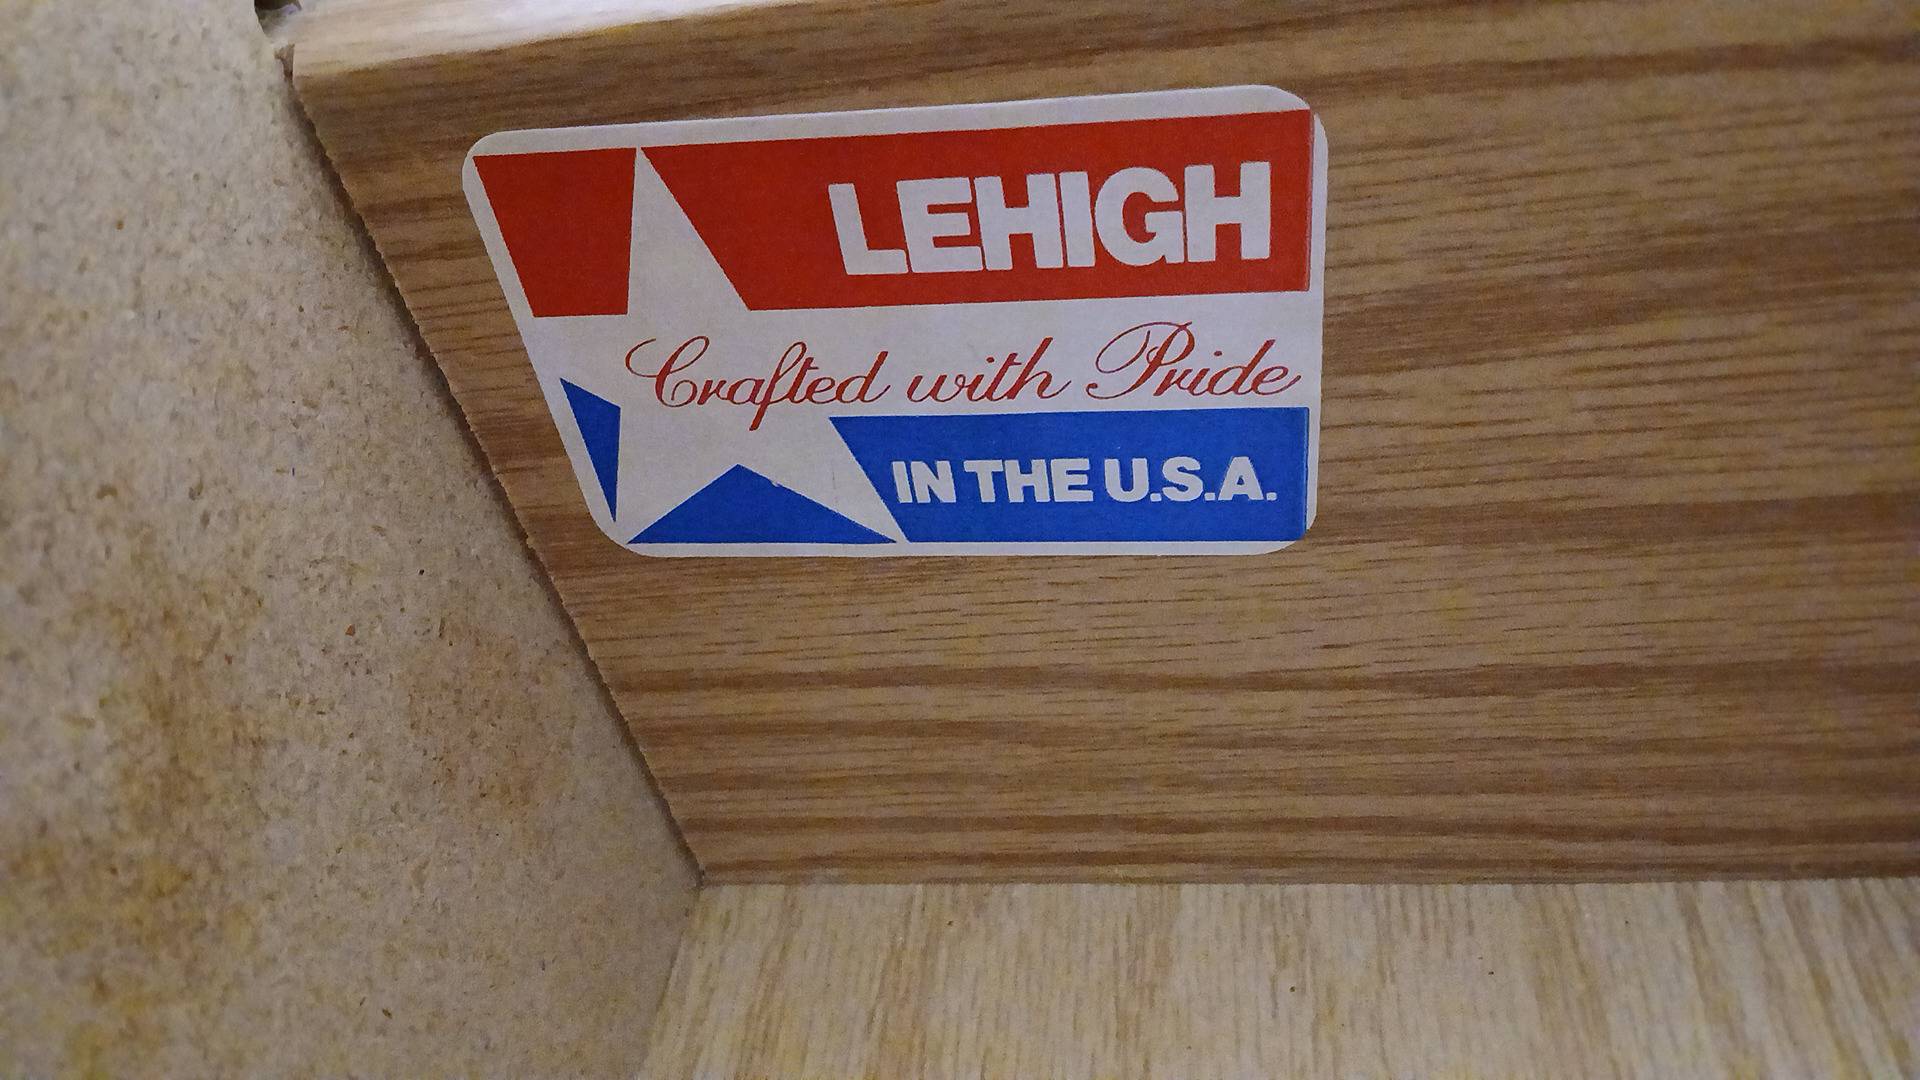 LEHIGH
Crafted with Pride
IN THE U.S.A.